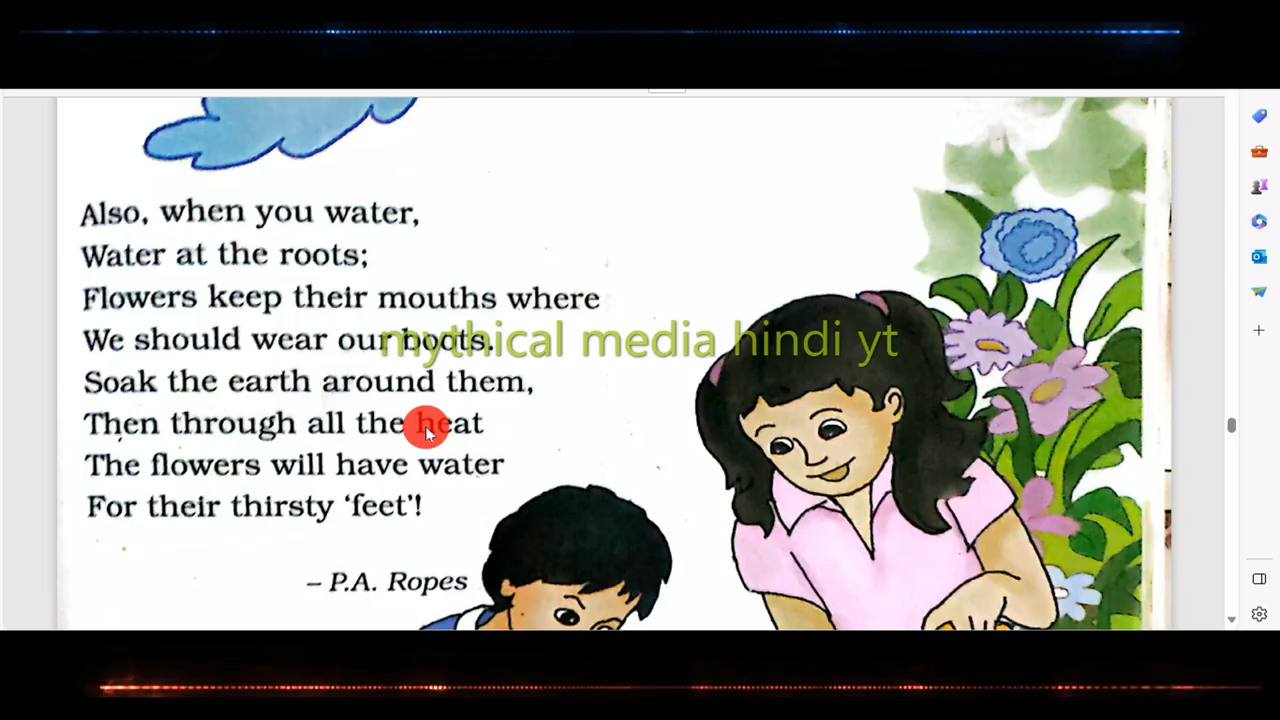 Also, when you water,
Water at the roots;
Flowers keep their mouths where
We should wear our boots.
mythical media hindi yt
Soak the earth around them,
Then through all the heat
The flowers will have water
For their thirsty ‘feet’!
– P.A. Ropes